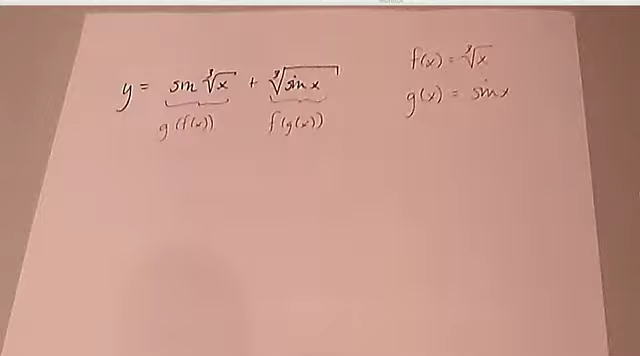 y = sin ∛x + ∛sin x
g(f(x)) f(g(x))
f(x) = ∛x
g(x) = sin x